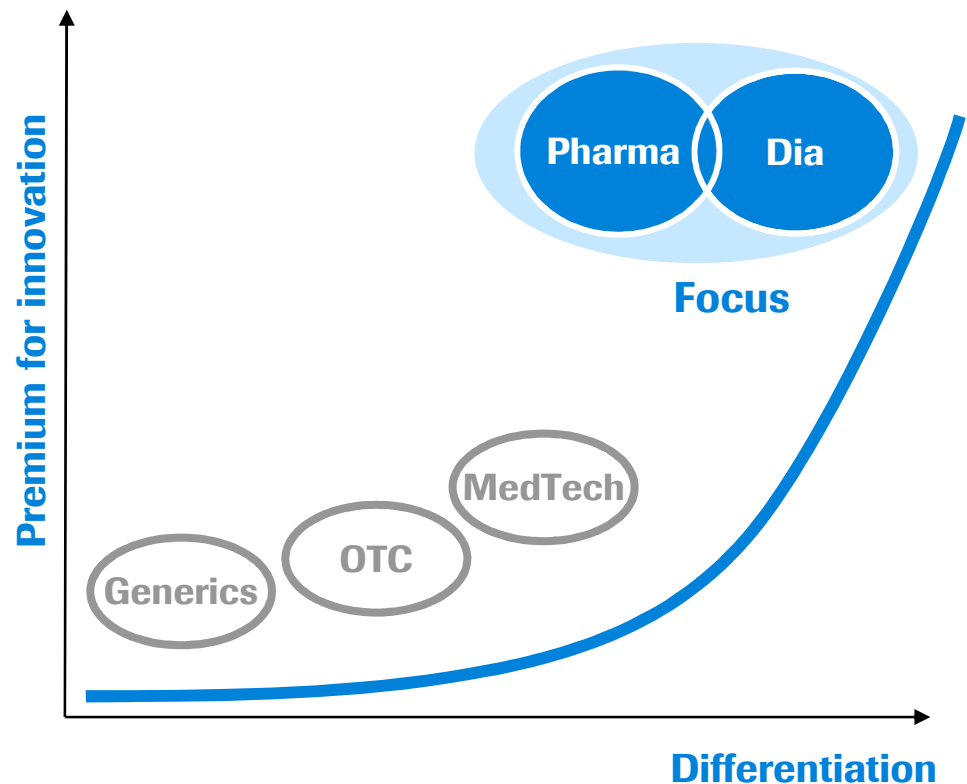 Premium for innovation
Pharma
Dia
Focus
MedTech
OTC
Generics
Differentiation